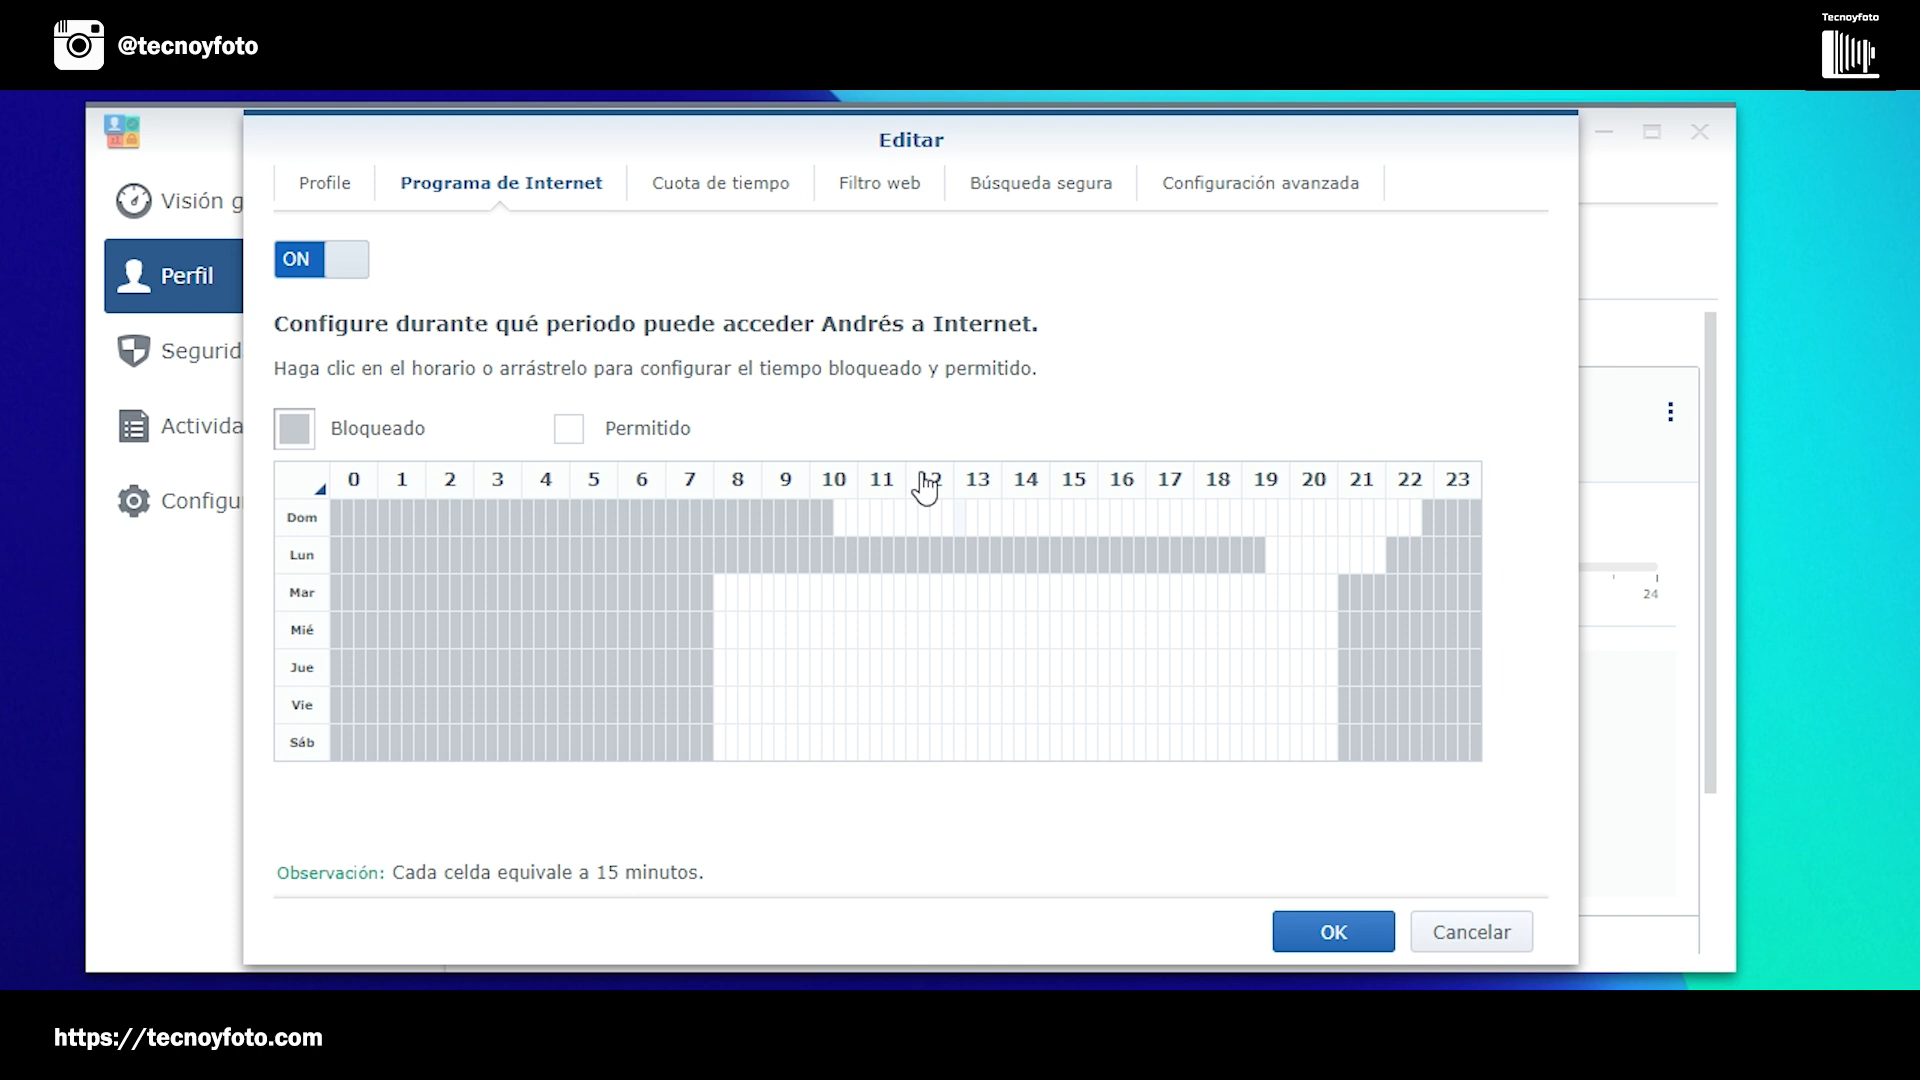 @tecnoyfoto
Tecnoyfoto
Editar
Profile
Programa de Internet
Cuota de tiempo
Filtro web
Búsqueda segura
Configuración avanzada
Visión g
Perfil
Segurid
Activida
Configur
ON
Configure durante qué periodo puede acceder Andrés a Internet.
Haga clic en el horario o arrástrelo para configurar el tiempo bloqueado y permitido.
Bloqueado
Permitido
0 1 2 3 4 5 6 7 8 9 10 11 12 13 14 15 16 17 18 19 20 21 22 23
Dom
Lun
Mar
Mié
Jue
Vie
Sáb
24
Observación: Cada celda equivale a 15 minutos.
OK
Cancelar
https://tecnoyfoto.com